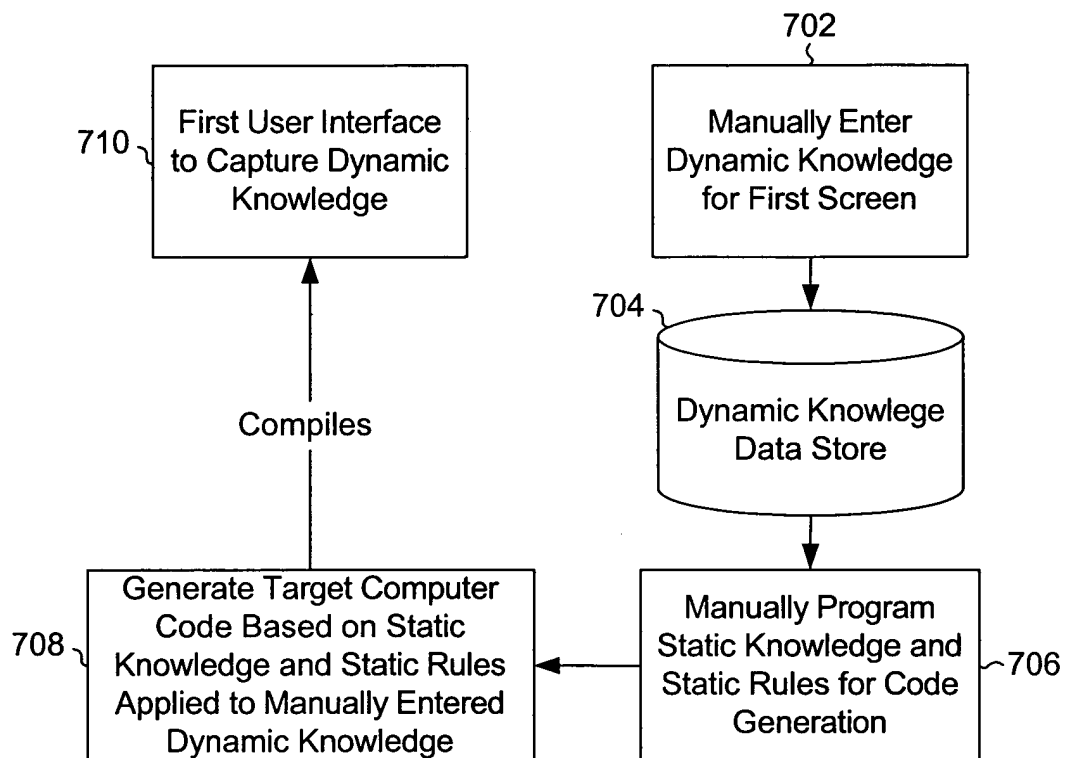 702
Manually Enter
Dynamic Knowledge
for First Screen
704
Dynamic Knowlege
Data Store
Manually Program
Static Knowledge and
Static Rules for Code
Generation
706
708
Generate Target Computer
Code Based on Static
Knowledge and Static Rules
Applied to Manually Entered
Dynamic Knowledge
Compiles
710
First User Interface
to Capture Dynamic
Knowledge